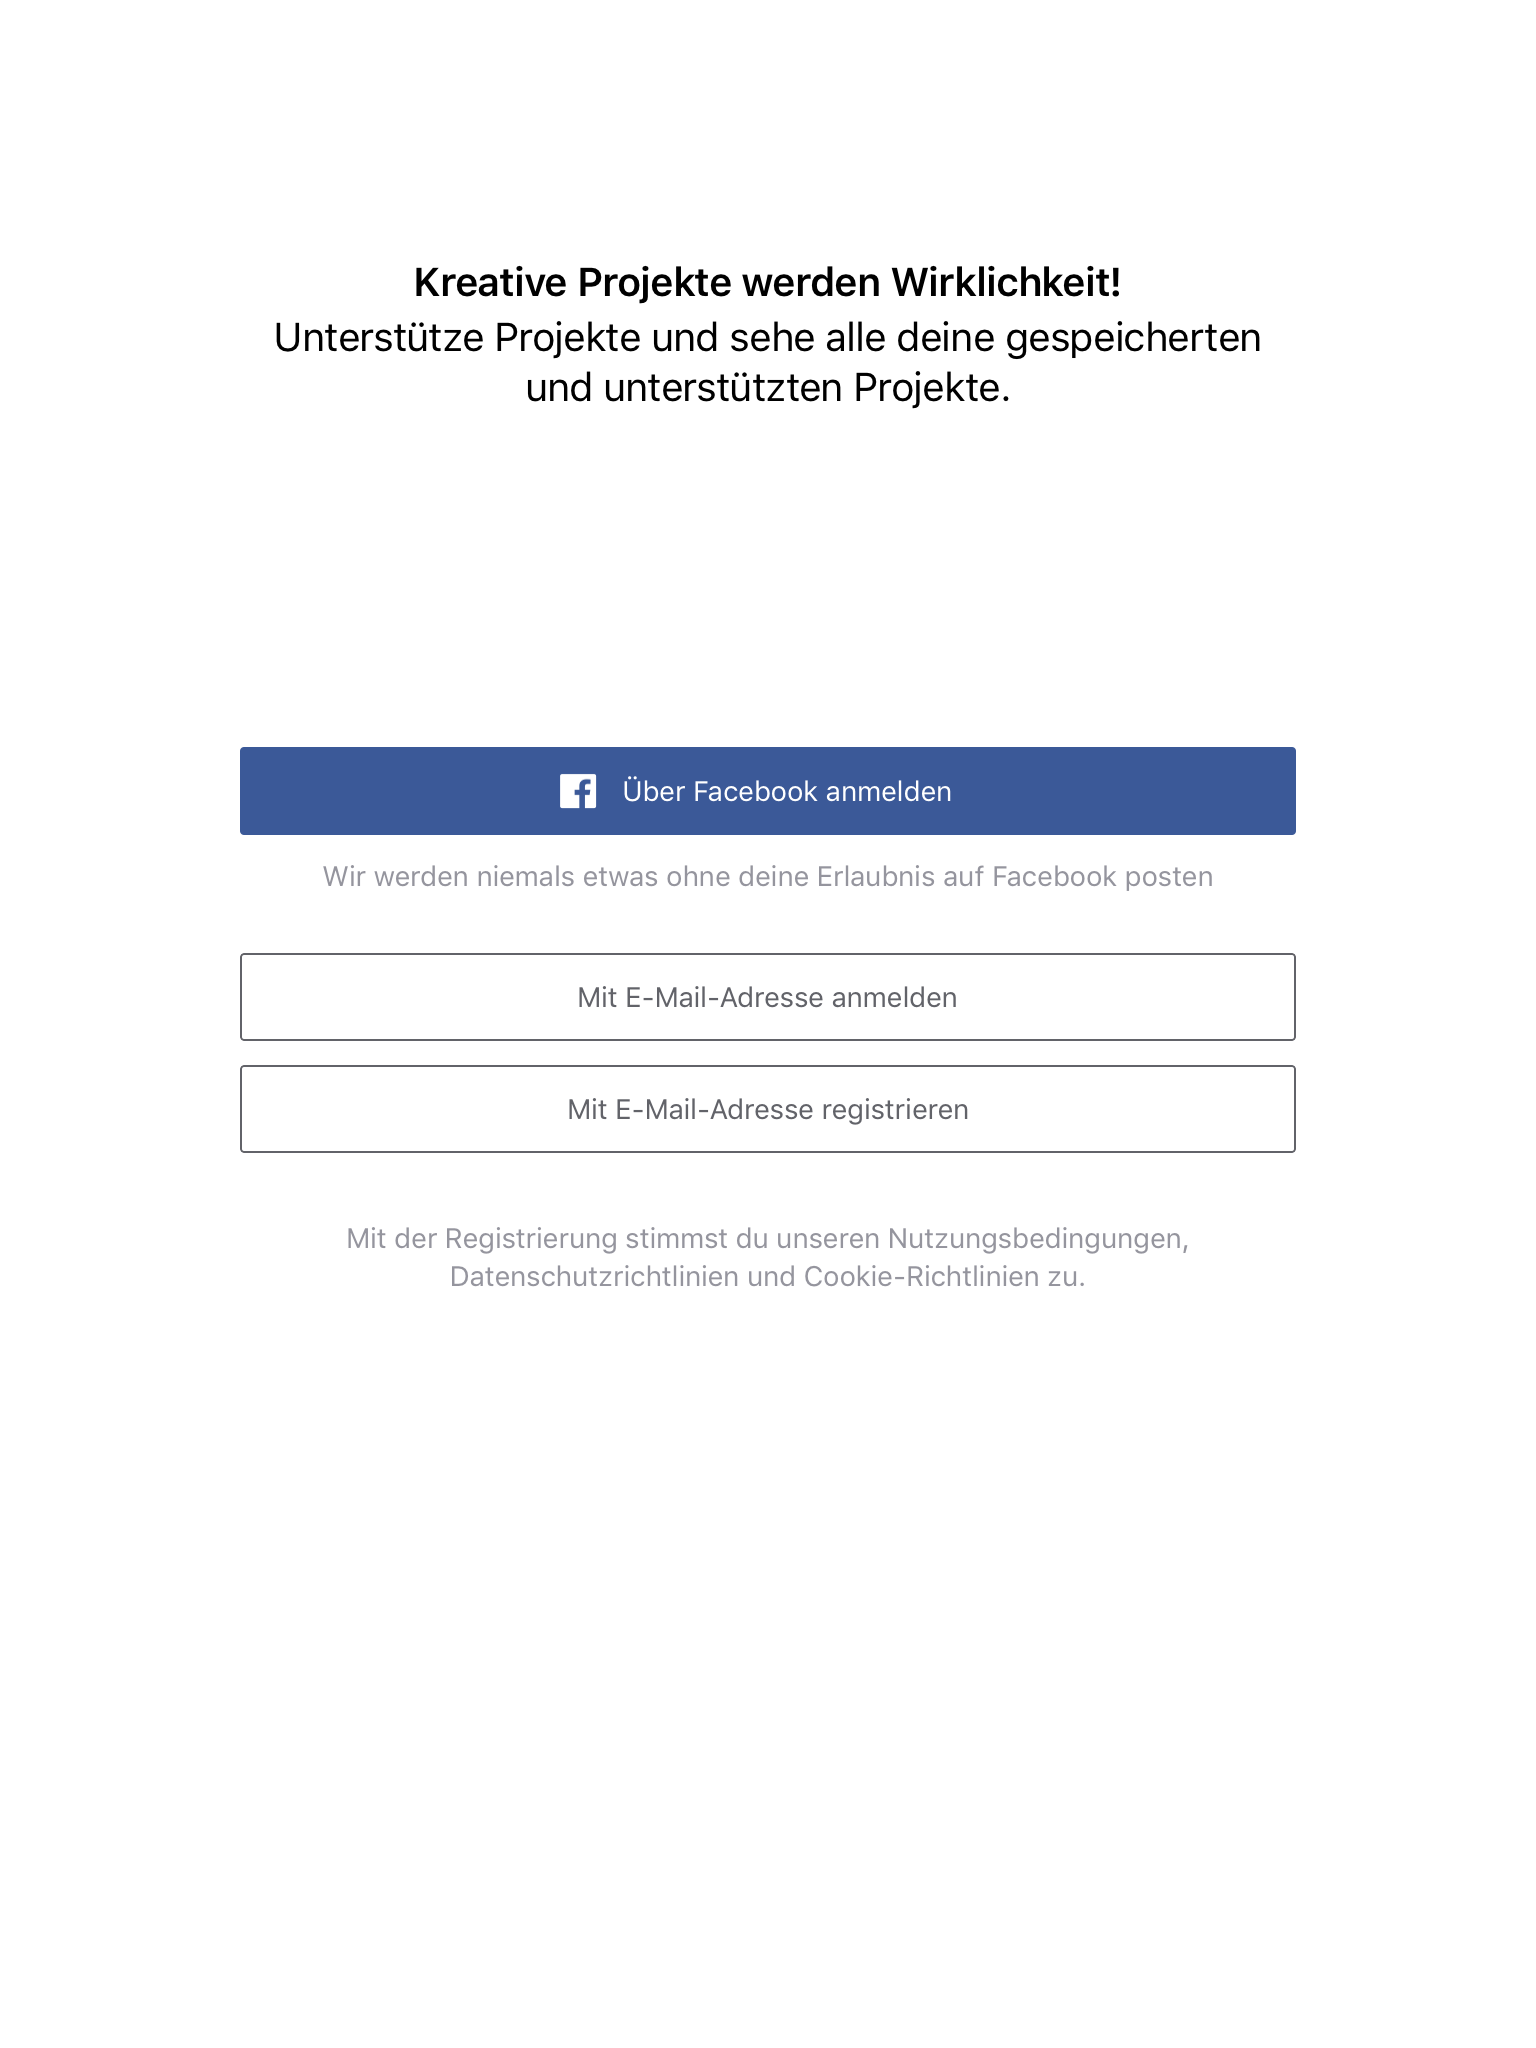 Kreative Projekte werden Wirklichkeit!
Unterstütze Projekte und sehe alle deine gespeicherten
und unterstützten Projekte.
Über Facebook anmelden
Wir werden niemals etwas ohne deine Erlaubnis auf Facebook posten
Mit E-Mail-Adresse anmelden
Mit E-Mail-Adresse registrieren
Mit der Registrierung stimmst du unseren Nutzungsbedingungen,
Datenschutzrichtlinien und Cookie-Richtlinien zu.